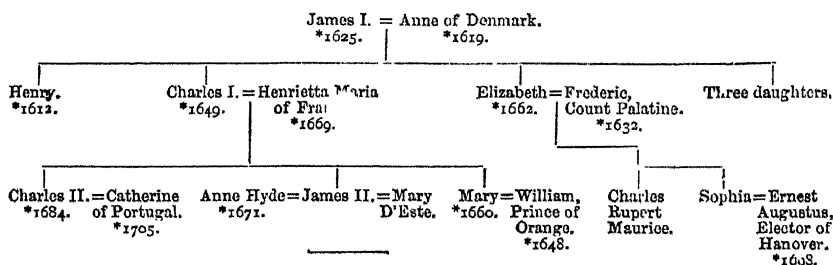 James I. = Anne of Denmark.
*1625. *1619.
Henry. Charles I. = Henrietta Maria Elizabeth = Frederic, Three daughters.
*1612. *1649. of *1662. Count Palatine.
*1669. *1632.
Charles II. = Catherine Anne Hyde = James II. = Mary Mary = William, Charles Sophia = Ernest
*1684. of Portugal. *1671. D'Este. *1660. Prince of Rupert Augustus,
*1705. Orange. Maurice. Elector of
*1648. Hanover.